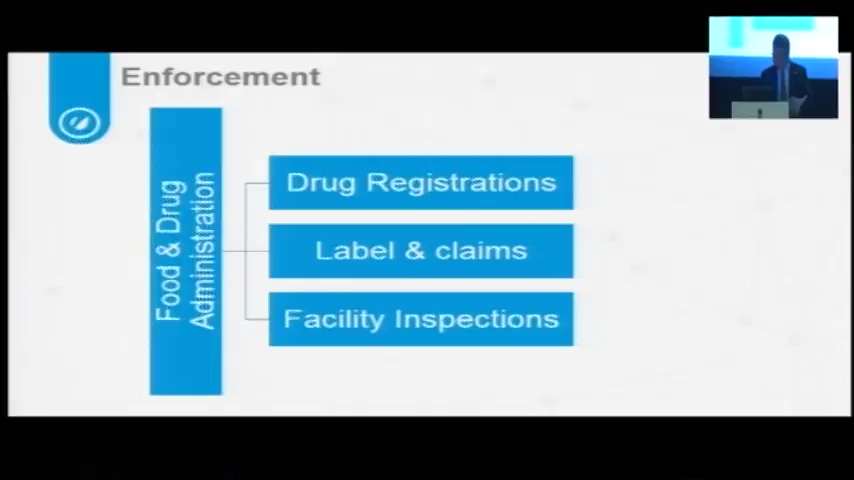 Enforcement
Food & Drug
Administration
Drug Registrations
Label & claims
Facility Inspections